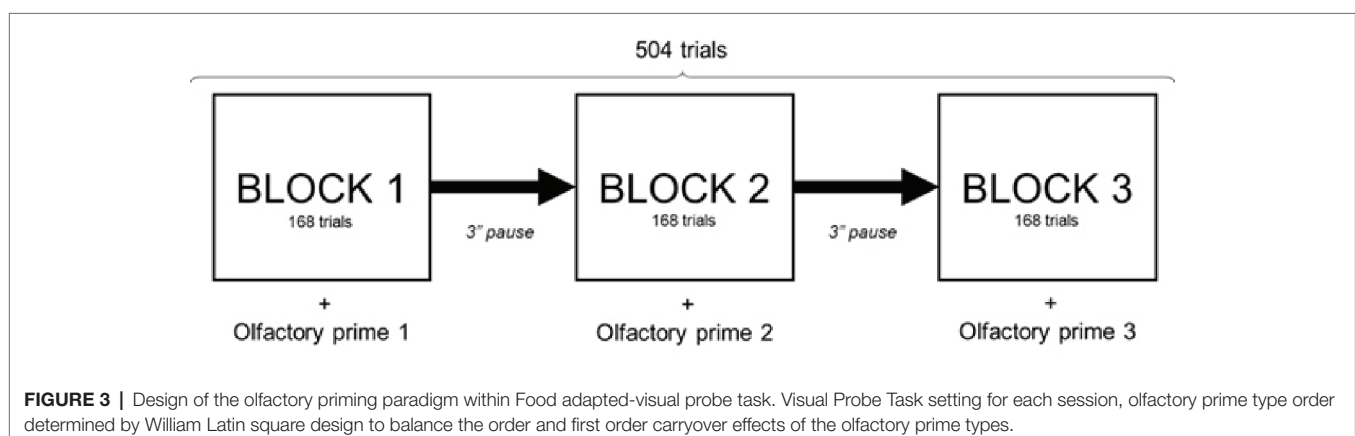 504 trials
BLOCK 1
168 trials
3" pause
BLOCK 2
168 trials
3" pause
BLOCK 3
168 trials
+
Olfactory prime 1
+
Olfactory prime 2
+
Olfactory prime 3
FIGURE 3 | Design of the olfactory priming paradigm within Food adapted-visual probe task. Visual Probe Task setting for each session, olfactory prime type order
determined by William Latin square design to balance the order and first order carryover effects of the olfactory prime types.